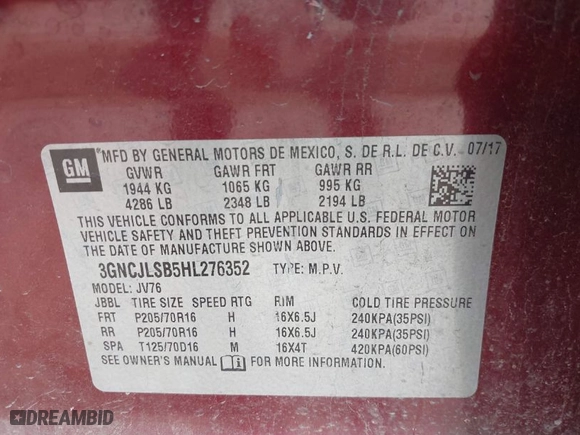 GM
MFD BY GENERAL MOTORS DE MEXICO, S. DE R.L. DE C.V. 07/17
GVWR GAWR FRT GAWR RR
1944 KG 1065 KG 995 KG
4286 LB 2348 LB 2194 LB
THIS VEHICLE CONFORMS TO ALL APPLICABLE U.S. FEDERAL MOTOR
VEHICLE SAFETY AND THEFT PREVENTION STANDARDS IN EFFECT ON
THE DATE OF MANUFACTURE SHOWN ABOVE.
3GNCJLSB5HL276352 TYPE: M.P.V.
MODEL: JV76
JBBL TIRE SIZE SPEED RTG RIM COLD TIRE PRESSURE
FRT P205/70R16 H 16X6.5J 240KPA(35PSI)
RR P205/70R16 H 16X6.5J 240KPA(35PSI)
SPA T125/70D16 M 16X4T 420KPA(60PSI)
SEE OWNER'S MANUAL FOR MORE INFORMATION.
DREAMBID